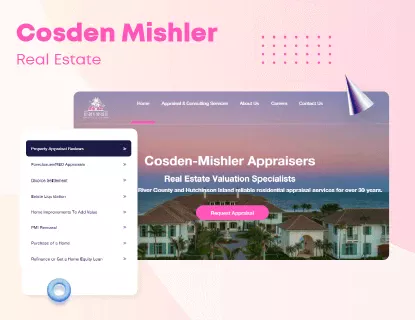 Cosden Mishler
Real Estate
Home
Appraisal & Consulting Services
About Us
Careers
Contact Us
Cosden-Mishler Appraisers
Real Estate Valuation Specialists
River County and Hutchinson Island reliable residential appraisal services for over 30 years.
Request Appraisal
Property Appraisal Reviews >
Foreclosure/REO Appraisals >
Divorce Settlement >
Estate Liquidation >
Home Improvements To Add Value >
PMI Removal >
Purchase of a Home >
Refinance or Get a Home Equity Loan >